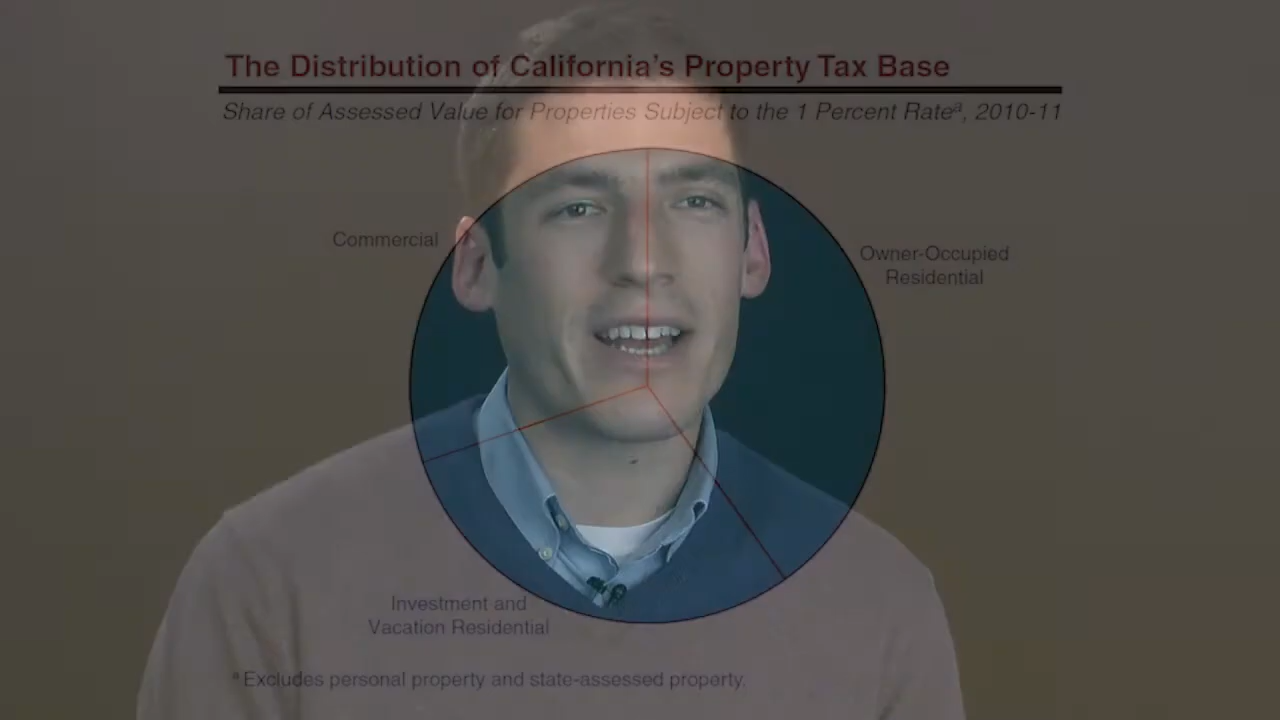 The Distribution of California's Property Tax Base
Share of Assessed Value for Properties Subject to the 1 Percent Rateᵃ, 2010-11
Commercial
Owner-Occupied
Residential
Investment and
Vacation Residential
ᵃ Excludes personal property and state-assessed property.